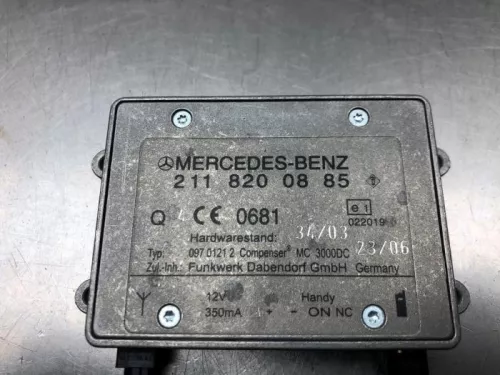 MERCEDES-BENZ
211 820 08 85
Q CE 0681
e1
Hardwarestand: 34/03
Typ: 097 0121 2 Compenser® MC 3000DC 23/06
Zul.-Inh.: Funkwerk Dabendorf GmbH Germany
12V Handy
350mA + - ON NC